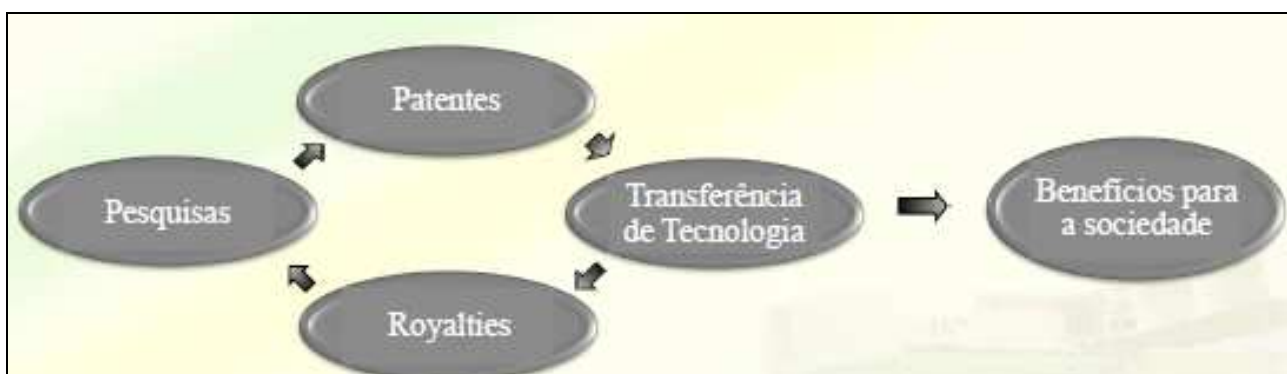 Patentes
Pesquisas
Transferência
de Tecnologia
Benefícios para
a sociedade
Royalties